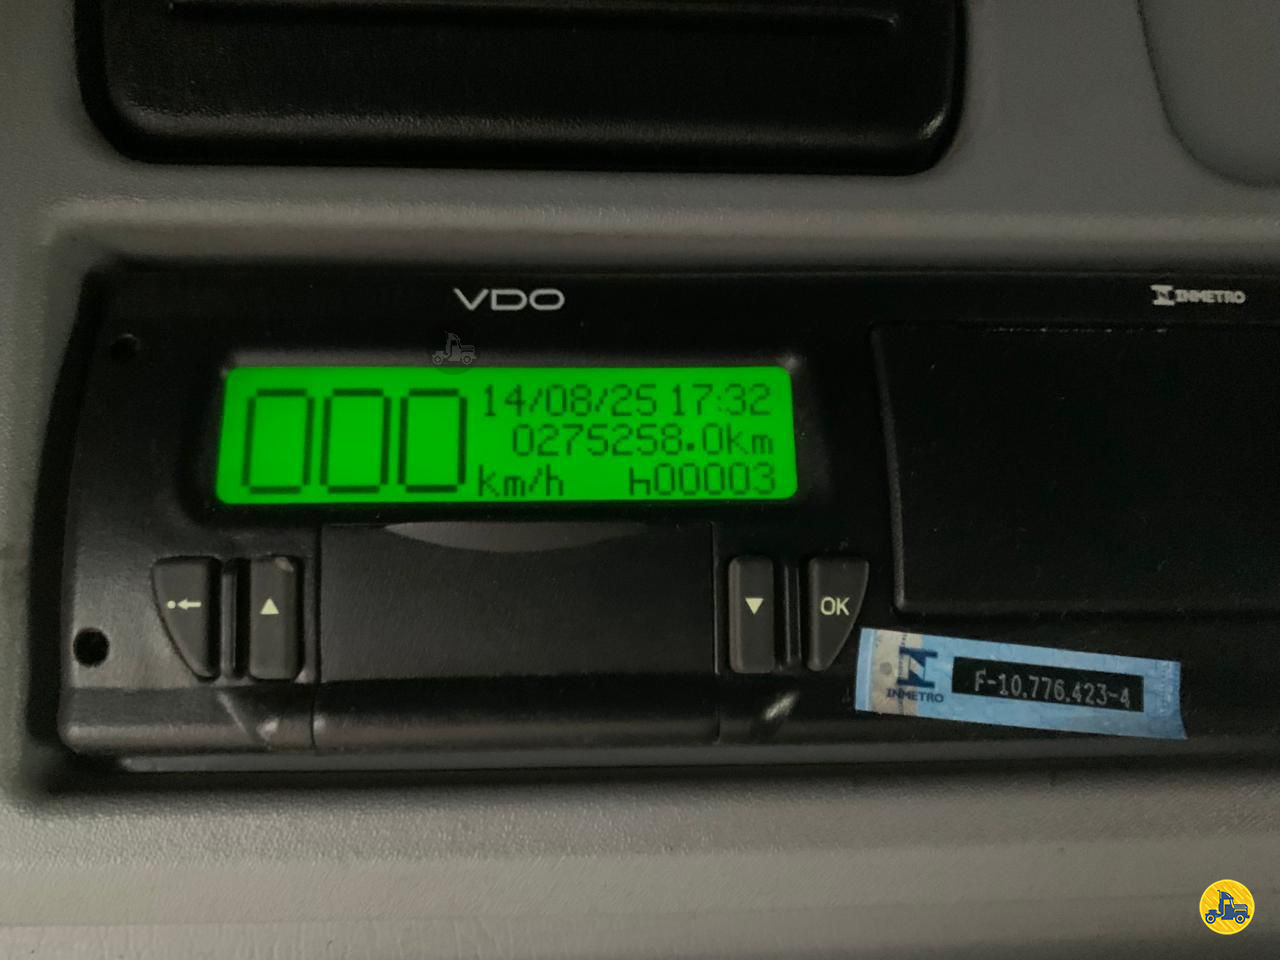 VDO
INMETRO
000 km/h
14/08/25 17:32
0275258.0km
h00003
OK
INMETRO
F-10.776.423-4